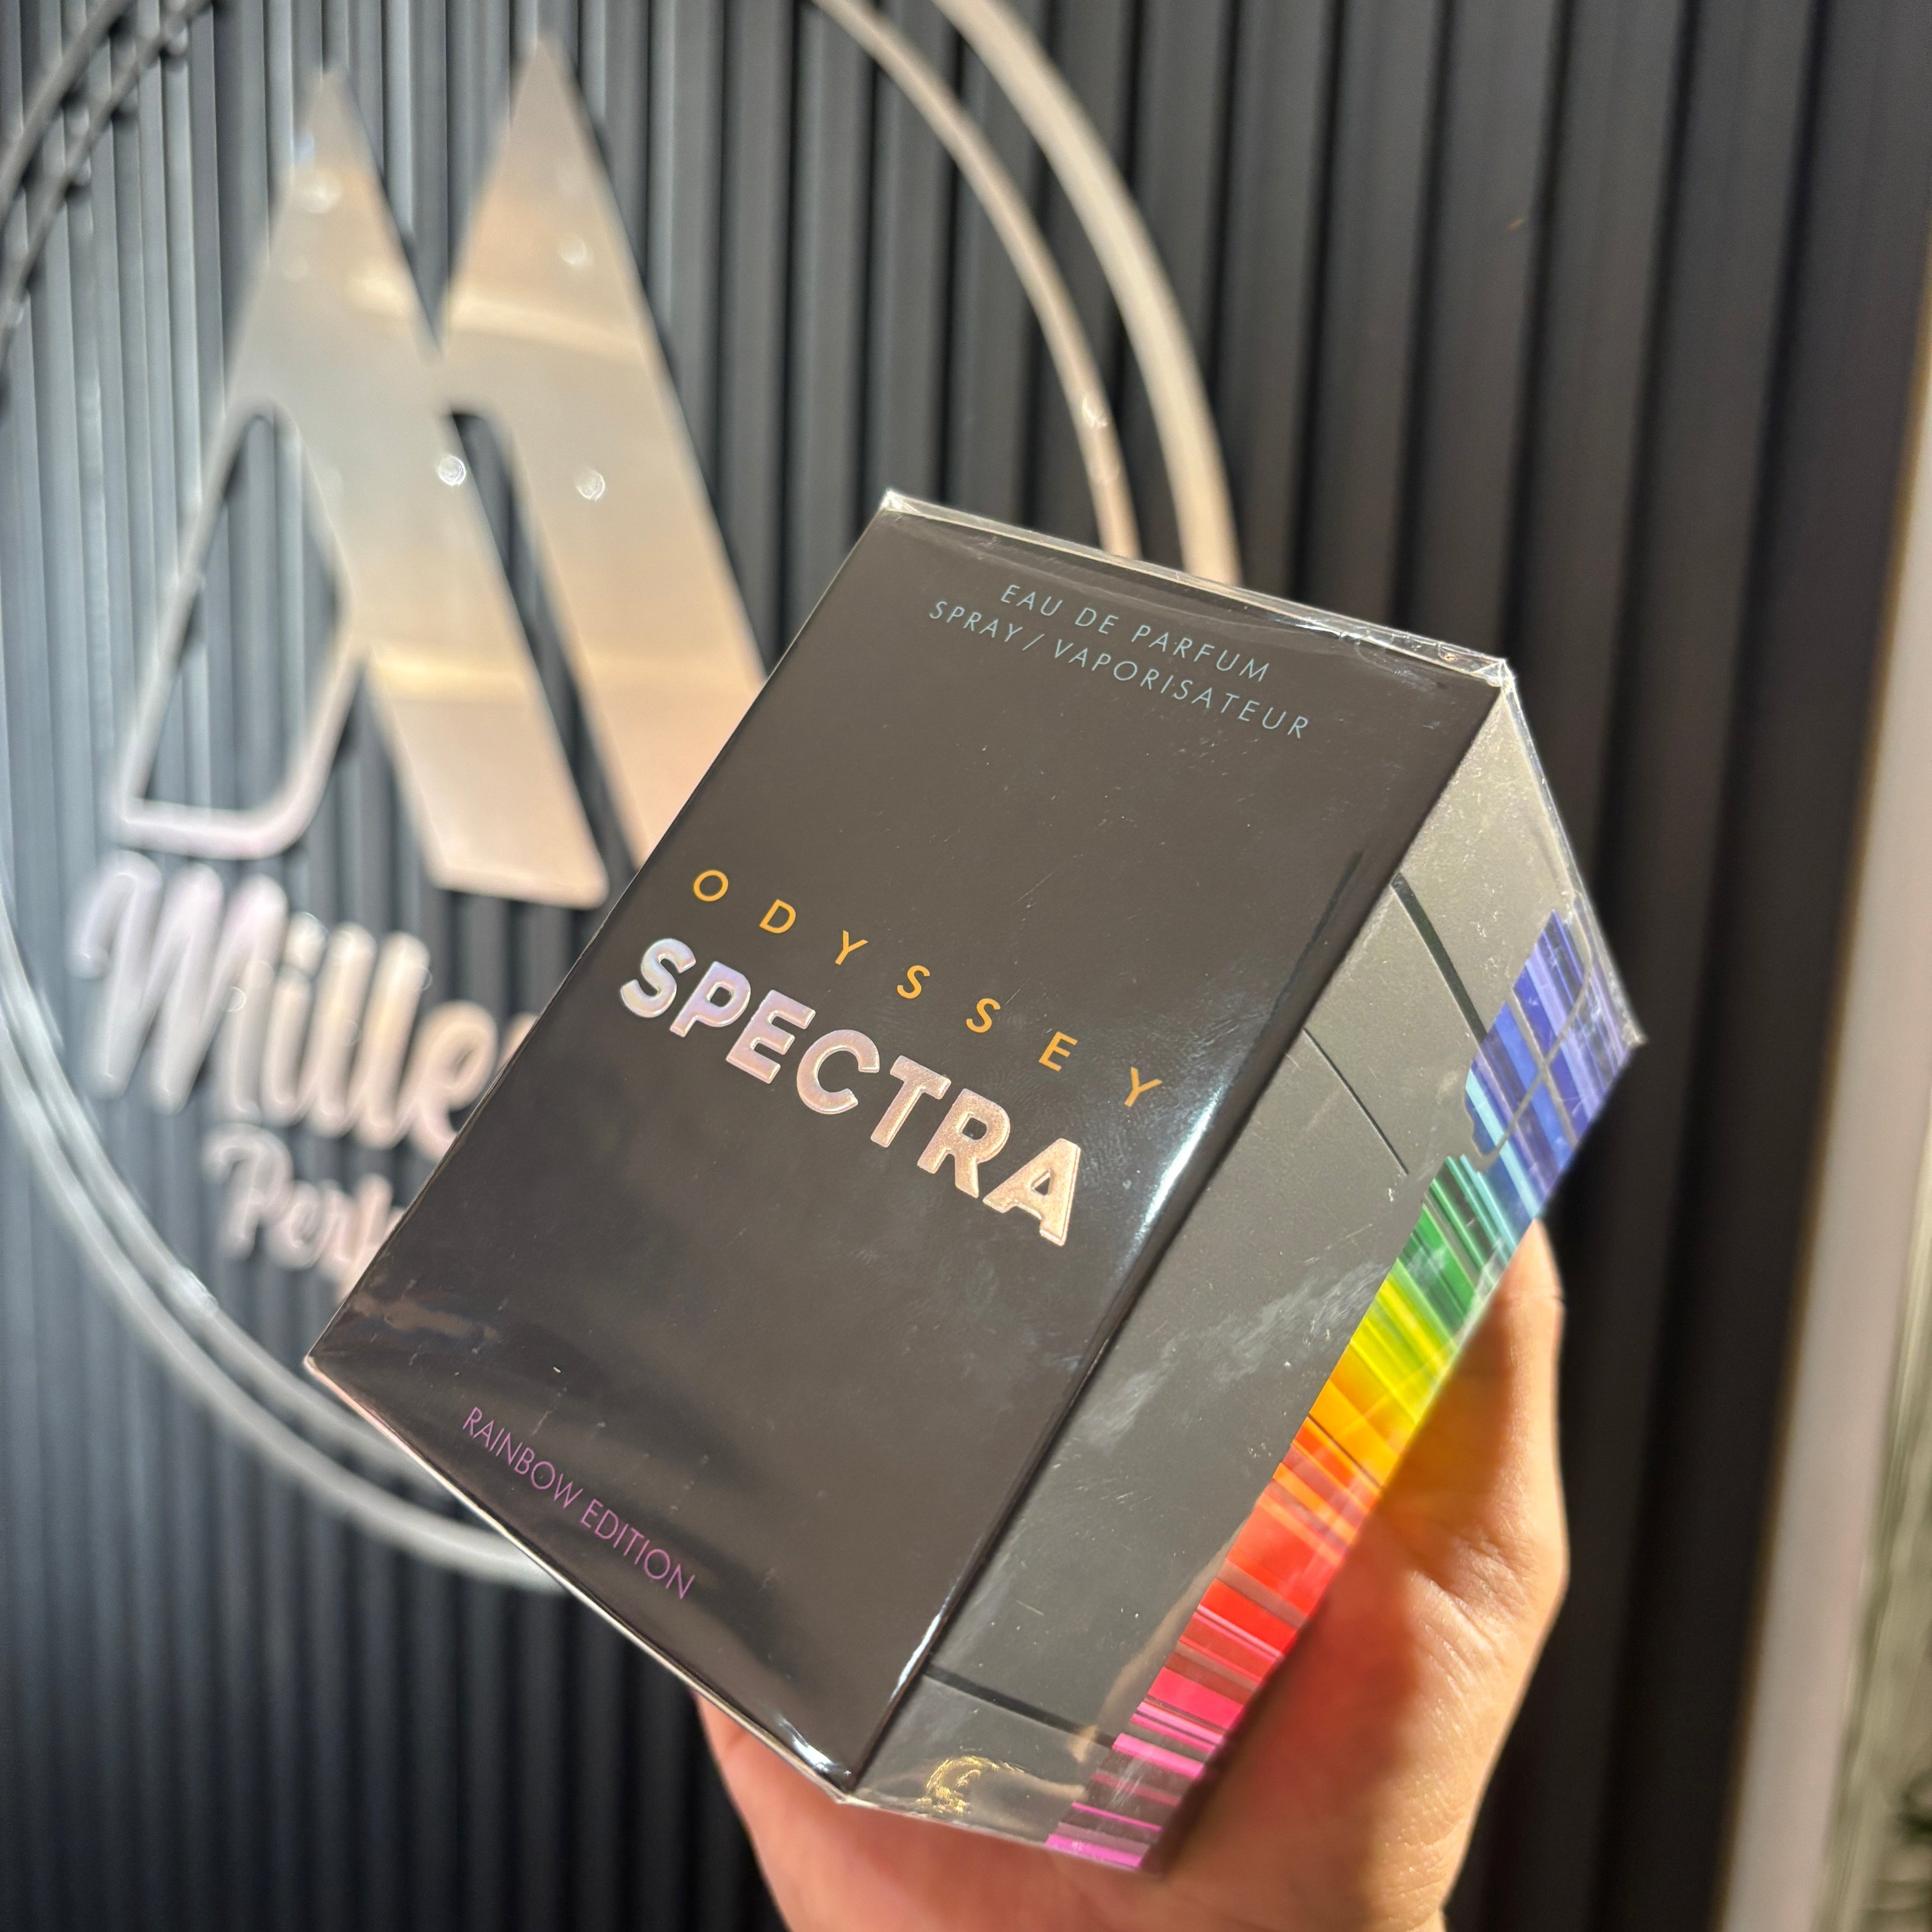 EAU DE PARFUM
SPRAY / VAPORISATEUR
ODYSSEY
SPECTRA
RAINBOW EDITION